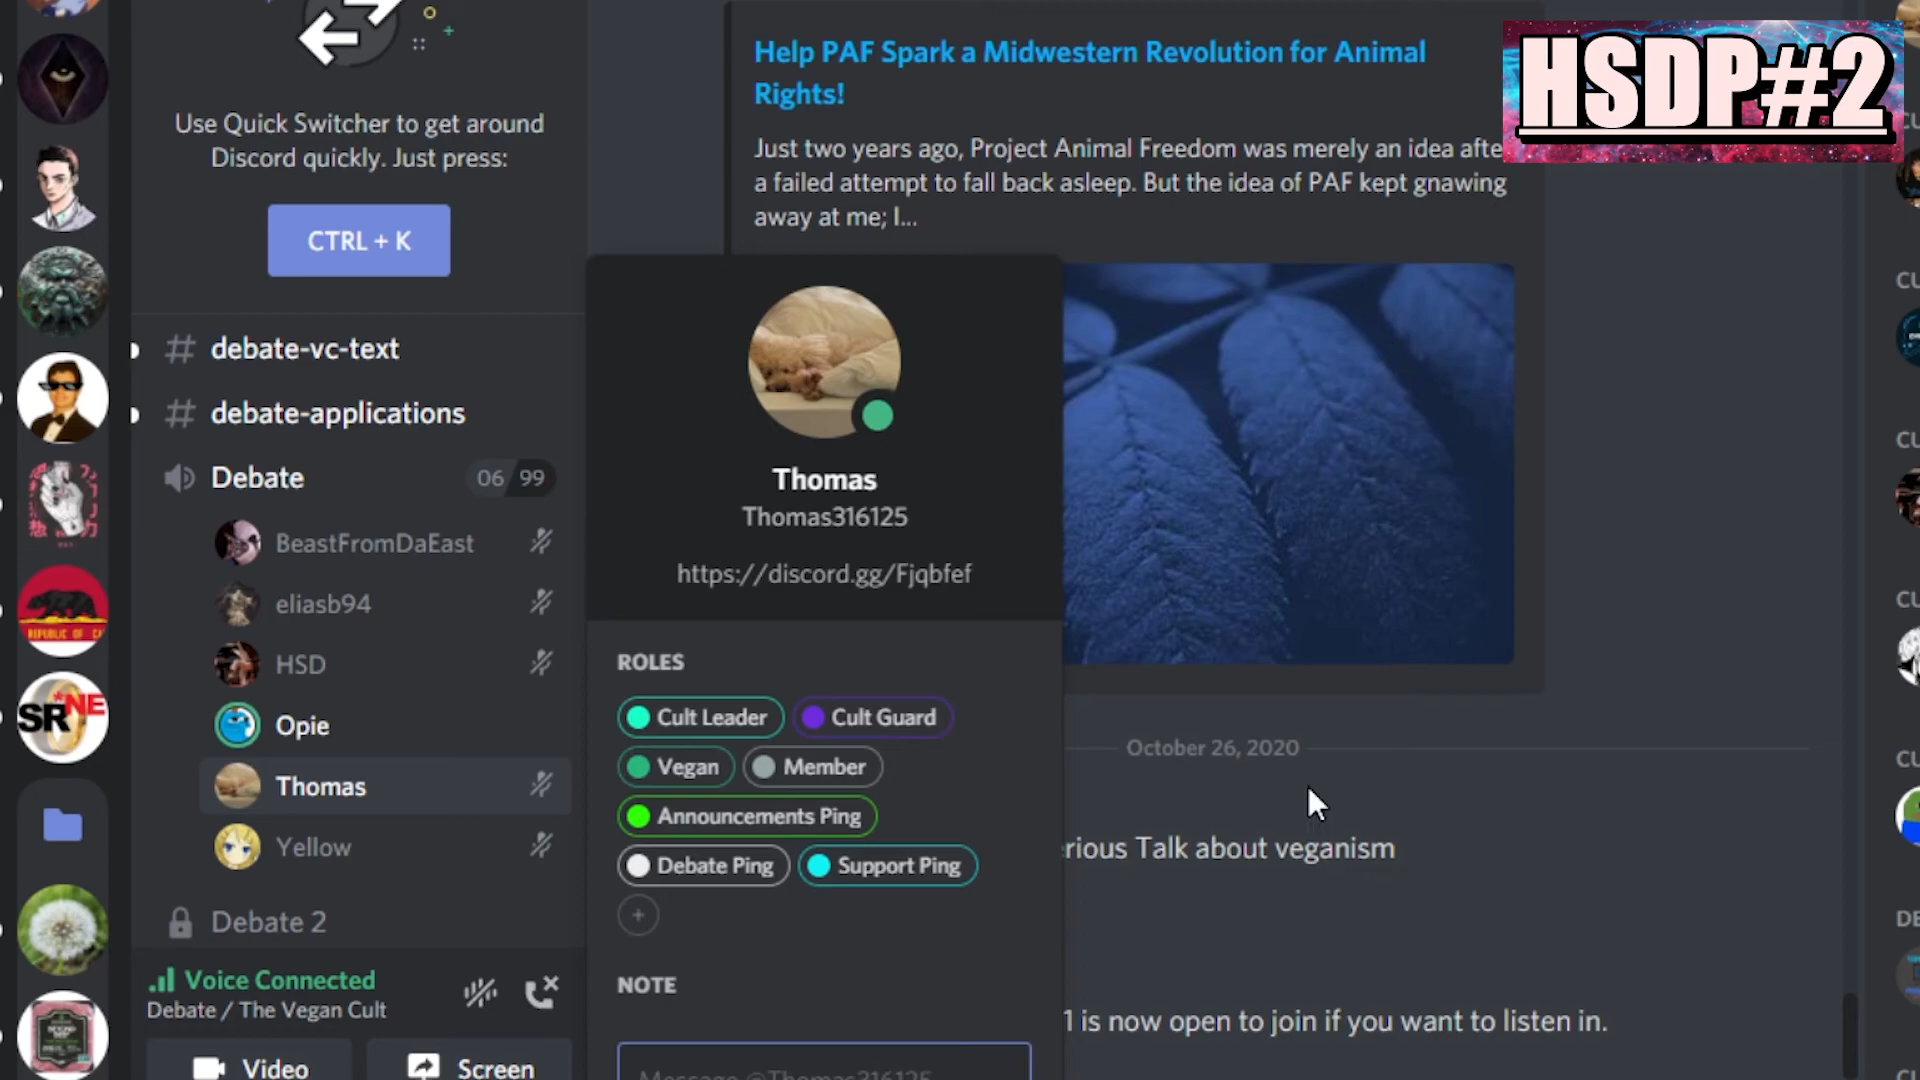 Use Quick Switcher to get around
Discord quickly. Just press:
CTRL + K
debate-vc-text
debate-applications
Debate
06 99
BeastFromDaEast
eliasb94
HSD
Opie
Thomas
Yellow
Debate 2
Voice Connected
Debate / The Vegan Cult
Video
Screen
Help PAF Spark a Midwestern Revolution for Animal
Rights!
Just two years ago, Project Animal Freedom was merely an idea afte
a failed attempt to fall back asleep. But the idea of PAF kept gnawing
away at me; I...
HSDP#2
Thomas
Thomas316125
https://discord.gg/Fjqbfef
ROLES
Cult Leader
Cult Guard
Vegan
Member
Announcements Ping
Debate Ping
Support Ping
NOTE
Message @Thomas316125
October 26, 2020
rious Talk about veganism
1 is now open to join if you want to listen in.
SR*NE